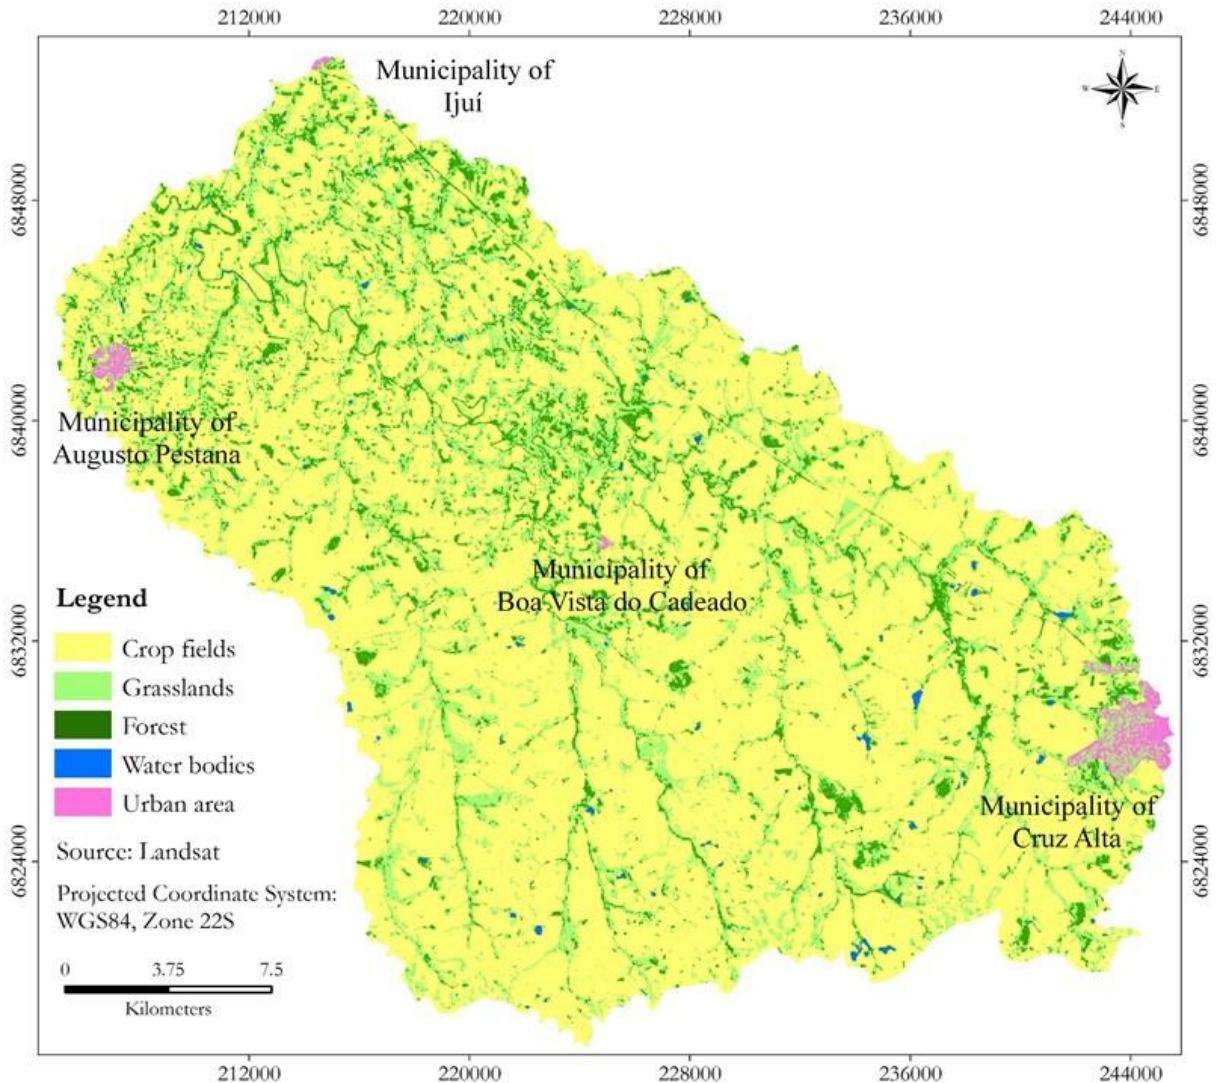 212000 220000 228000 236000 244000
Municipality of
Ijuí
N
W E
S
6848000 6848000
6840000 6840000
Municipality of
Augusto Pestana
Municipality of
Boa Vista do Cadeado
6832000 6832000
Legend
Crop fields
Grasslands
Forest
Water bodies
Urban area
Municipality of
Cruz Alta
6824000 6824000
Source: Landsat
Projected Coordinate System:
WGS84, Zone 22S
0 3.75 7.5
Kilometers
212000 220000 228000 236000 244000